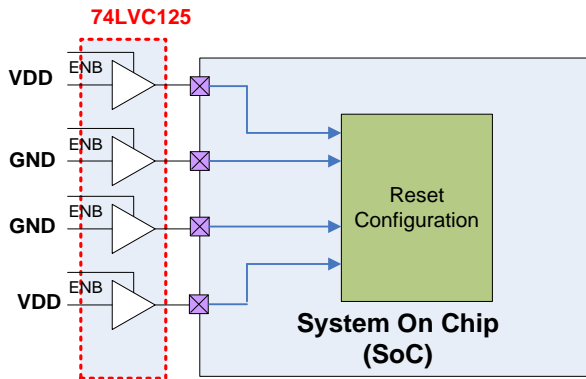 74LVC125
VDD
ENB
GND
ENB
GND
ENB
VDD
ENB
Reset
Configuration
System On Chip
(SoC)